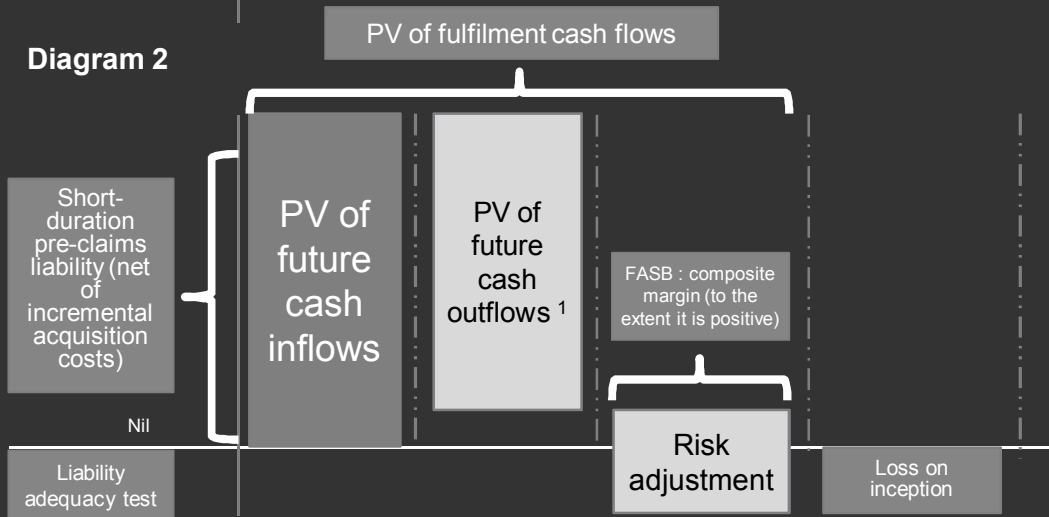 Diagram 2
PV of fulfilment cash flows
Short-
duration
pre-claims
liability (net
of
incremental
acquisition
costs)
PV of
future
cash
inflows
PV of
future
cash
outflows ¹
FASB : composite
margin (to the
extent it is positive)
Nil
Risk
adjustment
Liability
adequacy test
Loss on
inception